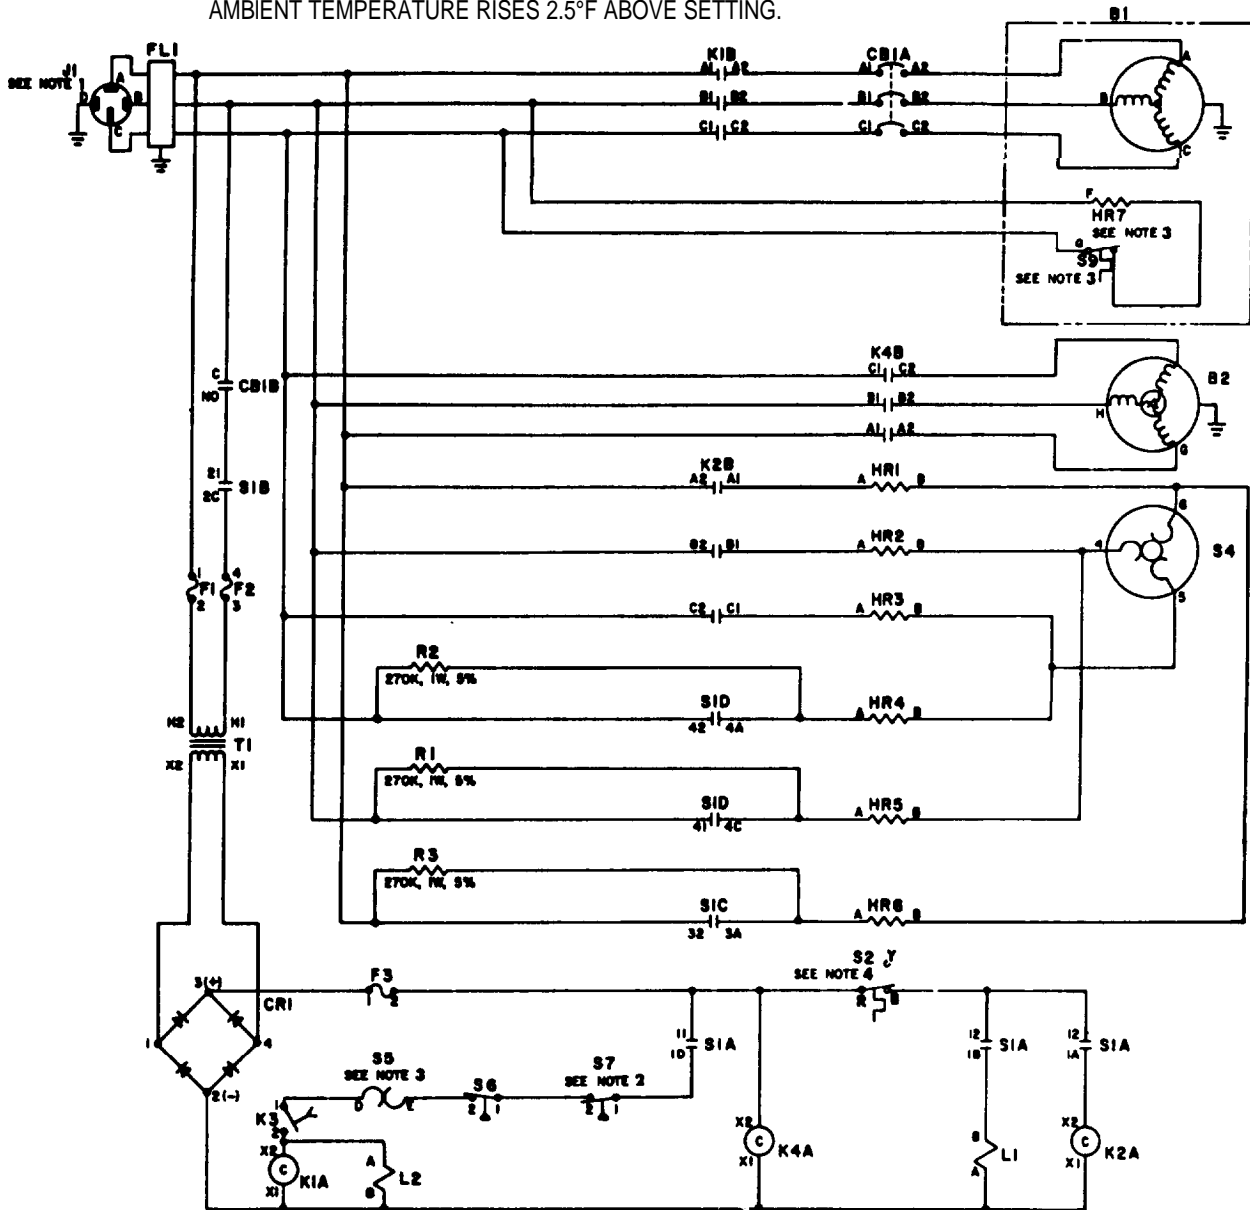 AMBIENT TEMPERATURE RISES 2.5°F ABOVE SETTING.
B1
J1
SEE NOTE 1
FL1
A
D
B
C
K1B
A1 A2
B1 B2
C1 C2
CB1A
A1 A2
B1 B2
C1 C2
A
B
C
F
HR7
SEE NOTE 3
G
S9
SEE NOTE 3
K4B
C1 C2
B1 B2
A1 A2
B2
H
G
C
NO
CB1B
21
2C
S1B
K2B
A2 A1
HR1
A B
6
B2 B1
HR2
A B
4
S4
C2 C1
HR3
A B
5
1
F1
2
4
F2
3
R2
270K, 1W, 5%
S1D
42 4A
HR4
A B
H2 H1
T1
X2 X1
R1
270K, 1W, 5%
S1D
41 4C
HR5
A B
R3
270K, 1W, 5%
S1C
32 3A
HR6
A B
3(+)
CR1
1
4
2(-)
F3
1 2
S2
Y
SEE NOTE 4
R B
11
1D
S1A
12
1B
S1A
12
1A
S1A
S5
SEE NOTE 3
D E
S6
2 1
S7
SEE NOTE 2
2 1
1
K3
2
X2
C
K1A
X1
A
L2
B
X2
C
K4A
X1
B
L1
A
X2
C
K2A
X1